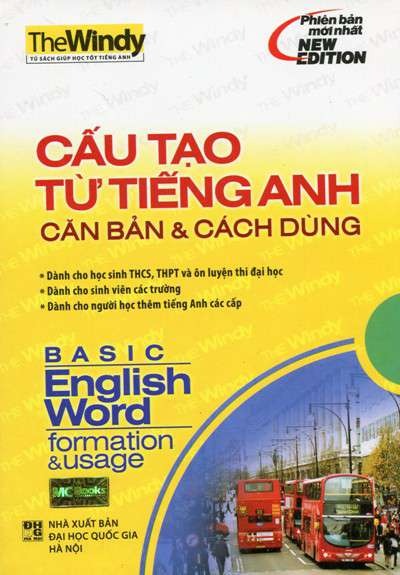 TheWindy
TỦ SÁCH GIÚP HỌC TỐT TIẾNG ANH
Phiên bản
mới nhất
NEW
EDITION
CẤU TẠO
TỪ TIẾNG ANH
CĂN BẢN & CÁCH DÙNG
• Dành cho học sinh THCS, THPT và ôn luyện thi đại học
• Dành cho sinh viên các trường
• Dành cho người học thêm tiếng Anh các cấp
BASIC
English
Word
formation
&usage
MCBooks
NHÀ XUẤT BẢN
ĐẠI HỌC QUỐC GIA
HÀ NỘI